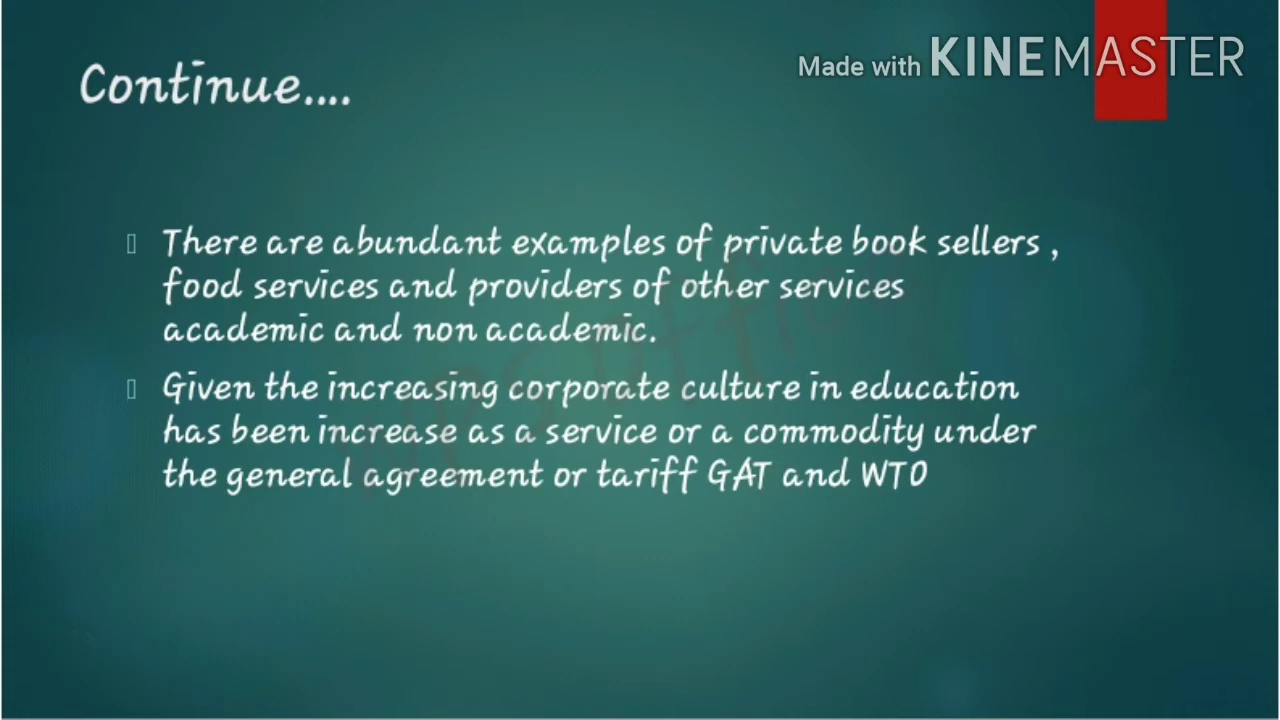 Made with KINEMASTER
Continue....
There are abundant examples of private book sellers ,
food services and providers of other services
academic and non academic.
Given the increasing corporate culture in education
has been increase as a service or a commodity under
the general agreement or tariff GAT and WTO
WPS Office